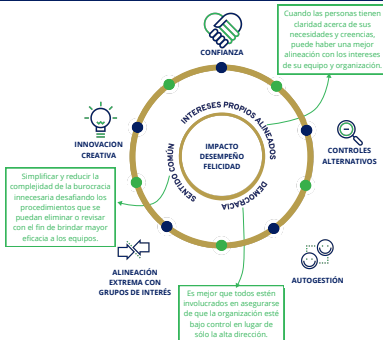 Cuando las personas tienen
claridad acerca de sus
necesidades y creencias,
puede haber una mejor
alineación con los intereses
de su equipo y organización.
CONFIANZA
INTERESES PROPIOS ALINEADOS
INNOVACION
CREATIVA
IMPACTO
DESEMPEÑO
FELICIDAD
CONTROLES
ALTERNATIVOS
SENTIDO COMÚN
DEMOCRACIA
Simplificar y reducir la
complejidad de la burocracia
innecesaria desafiando los
procedimientos que se
puedan eliminar o revisar
con el fin de brindar mayor
eficacia a los equipos.
ALINEACIÓN
EXTREMA CON
GRUPOS DE INTERÉS
AUTOGESTIÓN
Es mejor que todos estén
involucrados en asegurarse
de que la organización esté
bajo control en lugar de
sólo la alta dirección.